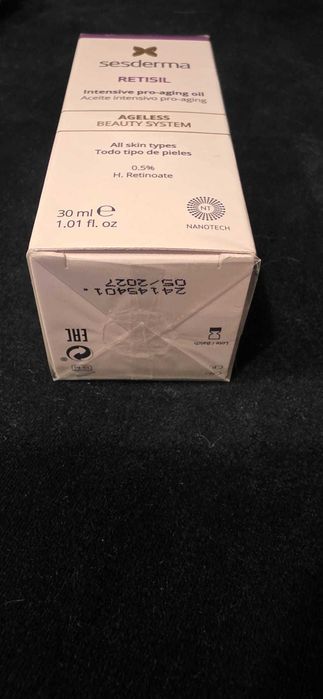 sesderma
RETISIL
Intensive pro-aging oil
Aceite intensivo pro-aging
AGELESS
BEAUTY SYSTEM
All skin types
Todo tipo de pieles
0.5%
H. Retinoate
30 ml e
1.01 fl. oz
NT
NANOTECH
24145401.
05/2027
EAC
Lote / Batch